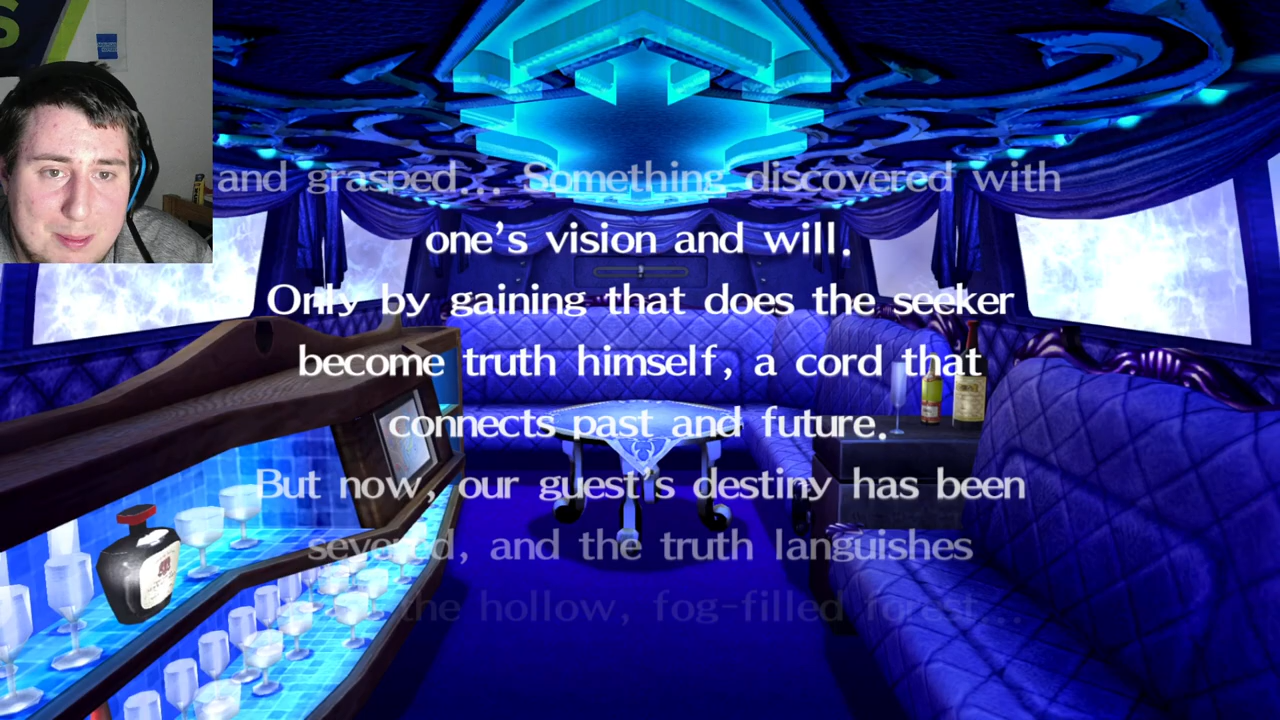 and grasped... Something discovered with
one's vision and will.
Only by gaining that does the seeker
become truth himself, a cord that
connects past and future.
But now, our guest's destiny has been
severed, and the truth languishes
the hollow, fog-filled forest...